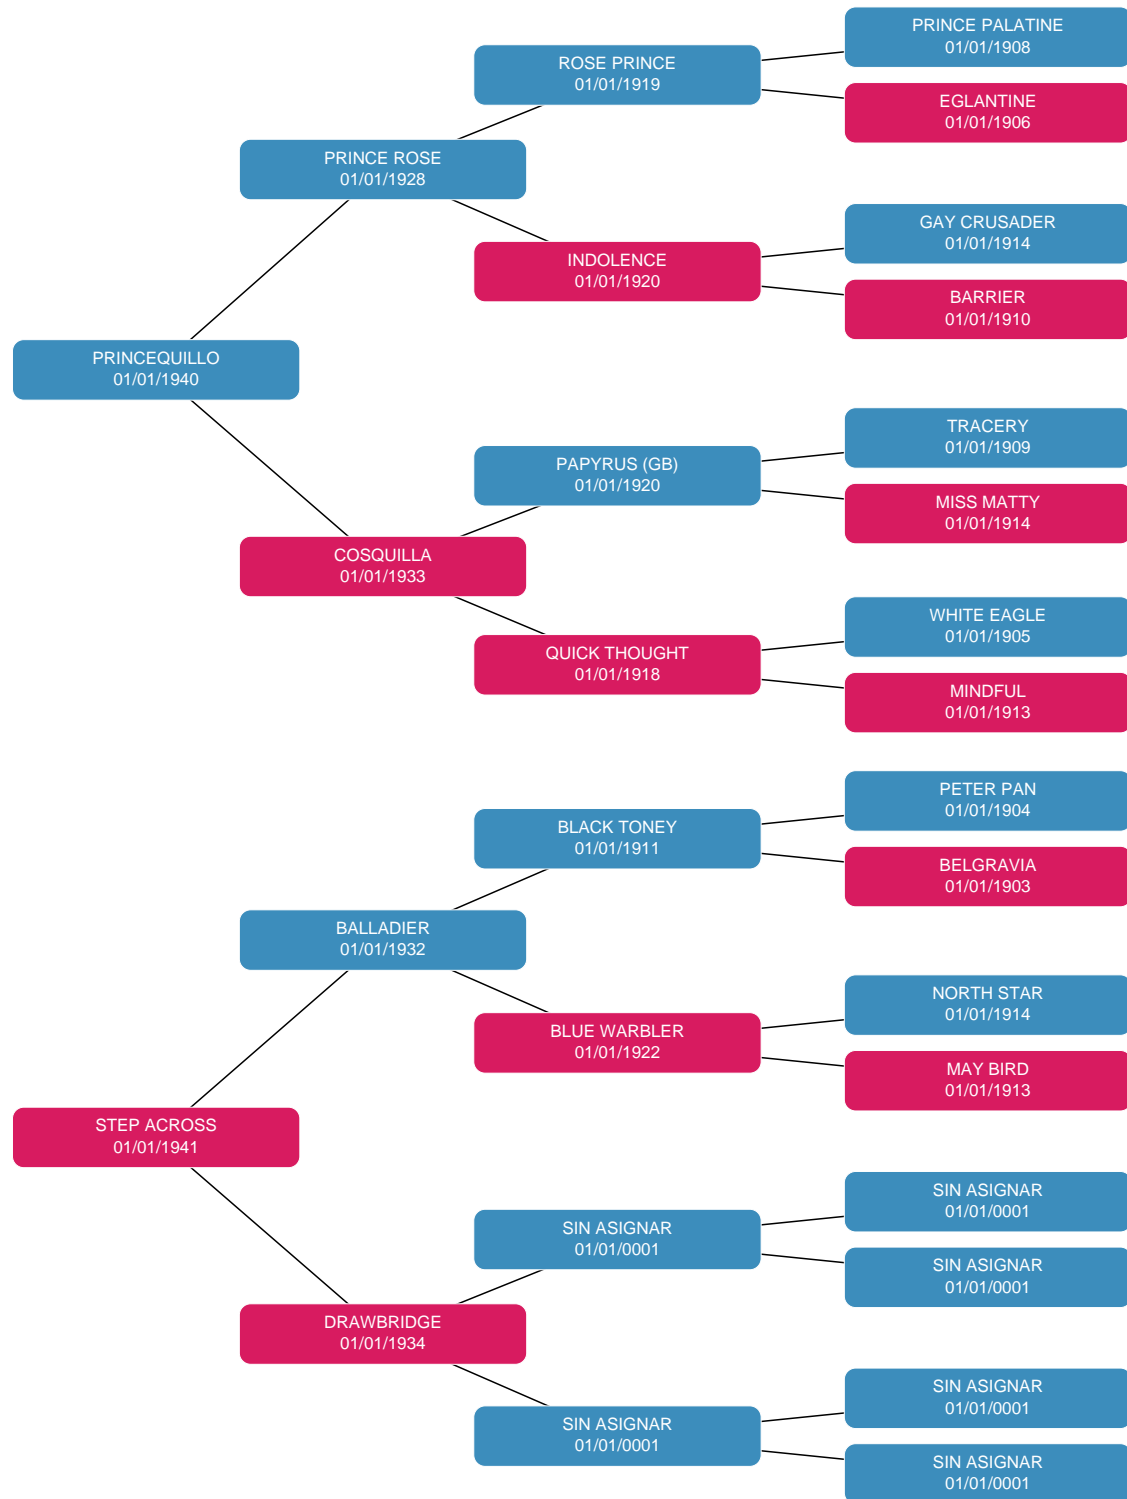 PRINCE PALATINE
01/01/1908
ROSE PRINCE
01/01/1919
EGLANTINE
01/01/1906
PRINCE ROSE
01/01/1928
GAY CRUSADER
01/01/1914
INDOLENCE
01/01/1920
BARRIER
01/01/1910
PRINCEQUILLO
01/01/1940
TRACERY
01/01/1909
PAPYRUS (GB)
01/01/1920
MISS MATTY
01/01/1914
COSQUILLA
01/01/1933
WHITE EAGLE
01/01/1905
QUICK THOUGHT
01/01/1918
MINDFUL
01/01/1913
PETER PAN
01/01/1904
BLACK TONEY
01/01/1911
BELGRAVIA
01/01/1903
BALLADIER
01/01/1932
NORTH STAR
01/01/1914
BLUE WARBLER
01/01/1922
MAY BIRD
01/01/1913
STEP ACROSS
01/01/1941
SIN ASIGNAR
01/01/0001
SIN ASIGNAR
01/01/0001
SIN ASIGNAR
01/01/0001
DRAWBRIDGE
01/01/1934
SIN ASIGNAR
01/01/0001
SIN ASIGNAR
01/01/0001
SIN ASIGNAR
01/01/0001